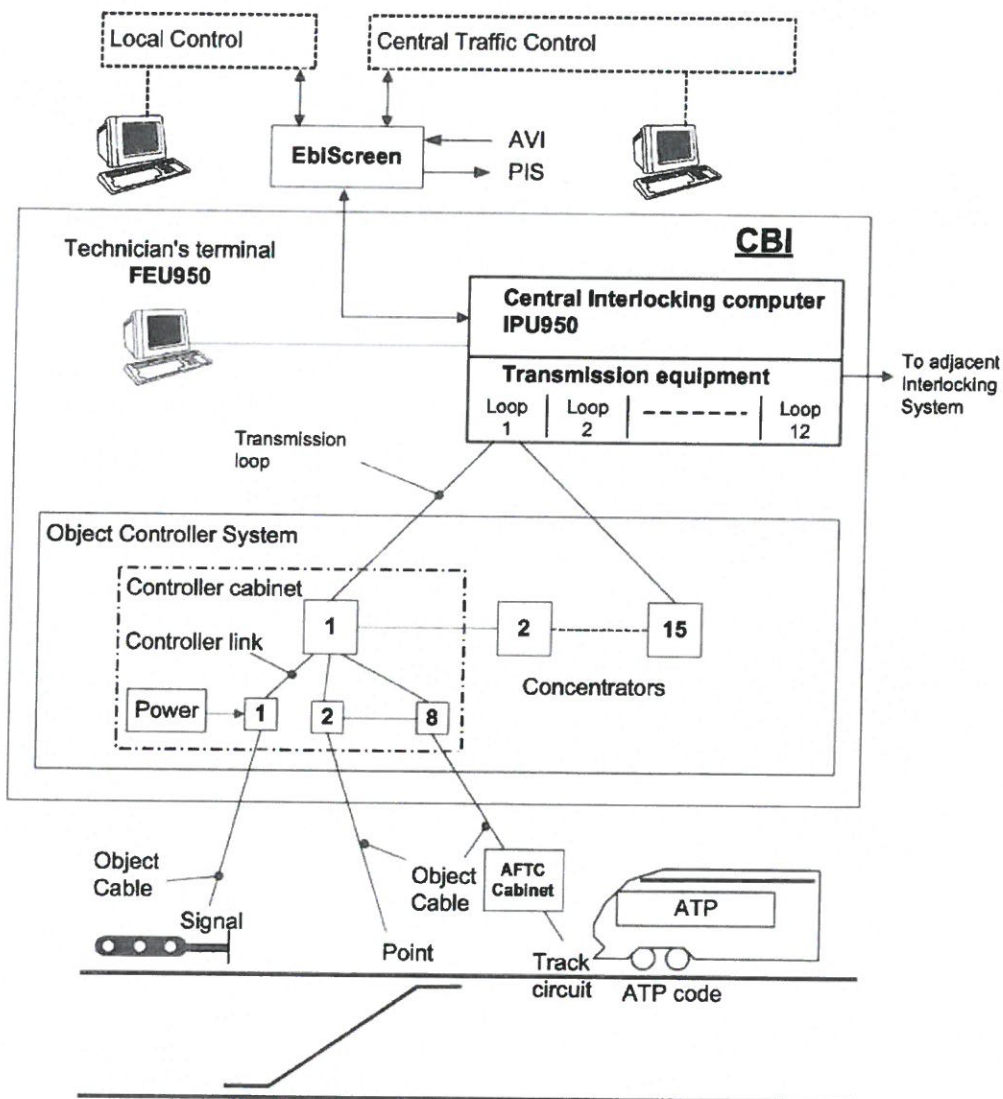 Local Control
Central Traffic Control
EbiScreen
AVI
PIS
CBI
Technician's terminal
FEU950
Central Interlocking computer
IPU950
Transmission equipment
Loop
1
Loop
2
Loop
12
To adjacent
Interlocking
System
Transmission
loop
Object Controller System
Controller cabinet
1
2
15
Controller link
Concentrators
Power
1
2
8
Object
Cable
Object
Cable
AFTC
Cabinet
ATP
Signal
Point
Track
circuit
ATP code